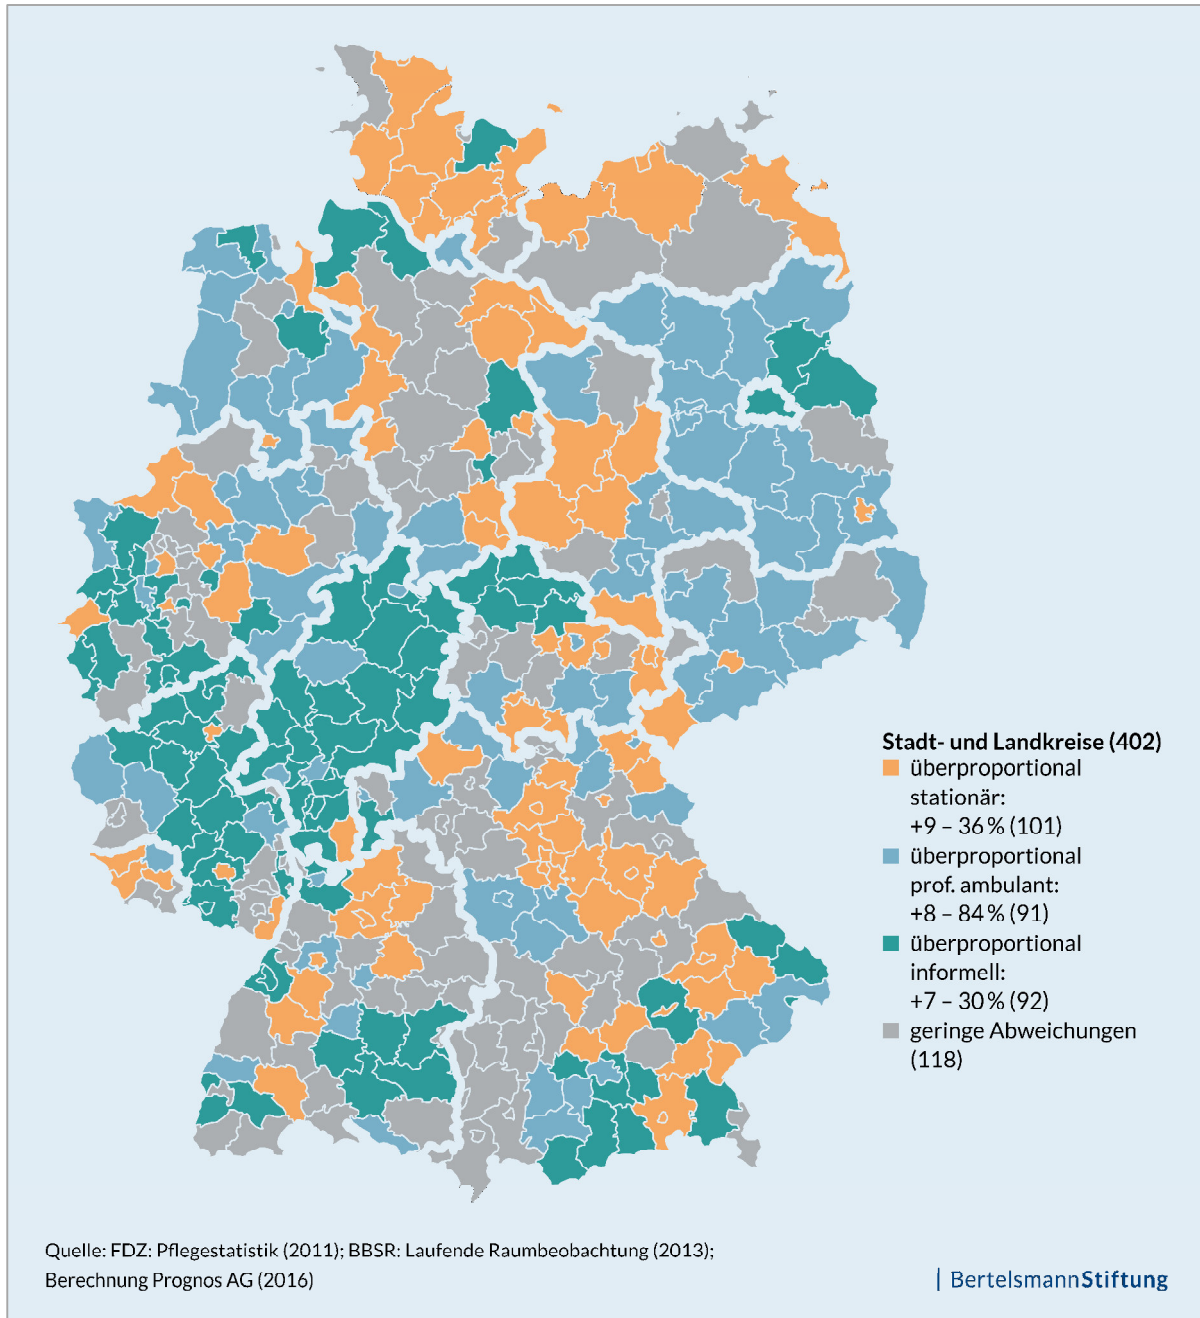 Stadt- und Landkreise (402)
überproportional
stationär:
+9 – 36 % (101)
überproportional
prof. ambulant:
+8 – 84 % (91)
überproportional
informell:
+7 – 30 % (92)
geringe Abweichungen
(118)
Quelle: FDZ: Pflegestatistik (2011); BBSR: Laufende Raumbeobachtung (2013);
Berechnung Prognos AG (2016)
| BertelsmannStiftung